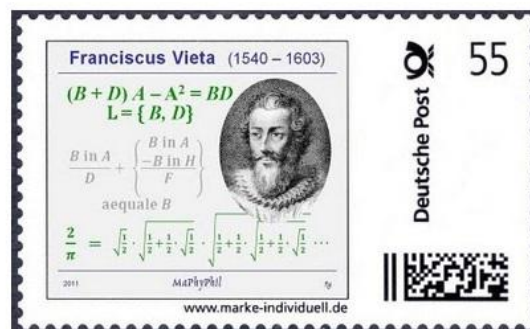 Franciscus Vieta (1540 – 1603)
(B + D) A – A² = BD
L = { B, D}
B in A / D + { B in A –B in H / F }
aequale B
2/π = √1/2 · √(1/2 + 1/2 · √1/2) · √(1/2 + 1/2 · √(1/2 + 1/2 · √1/2)) ···
2011 MaPhyPhil
www.marke-individuell.de
Deutsche Post
55